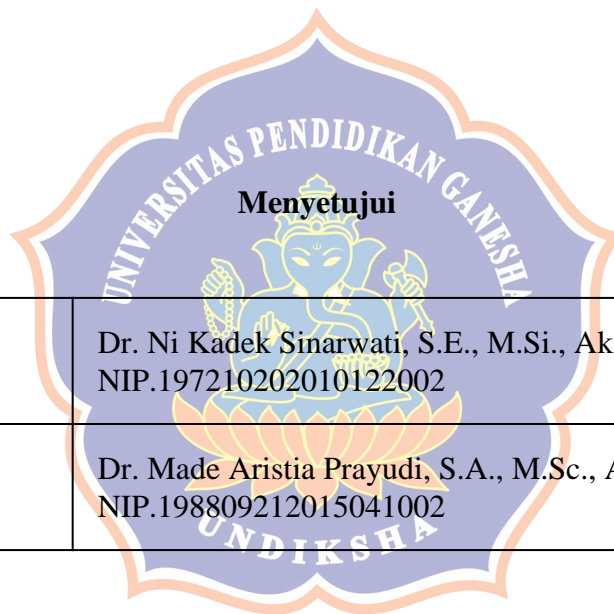 UNIVERSITAS PENDIDIKAN GANESHA
Menyetujui
Dr. Ni Kadek Sinarwati, S.E., M.Si., Ak
NIP.197210202010122002
Dr. Made Aristia Prayudi, S.A., M.Sc., A
NIP.198809212015041002
UNDIKSHA